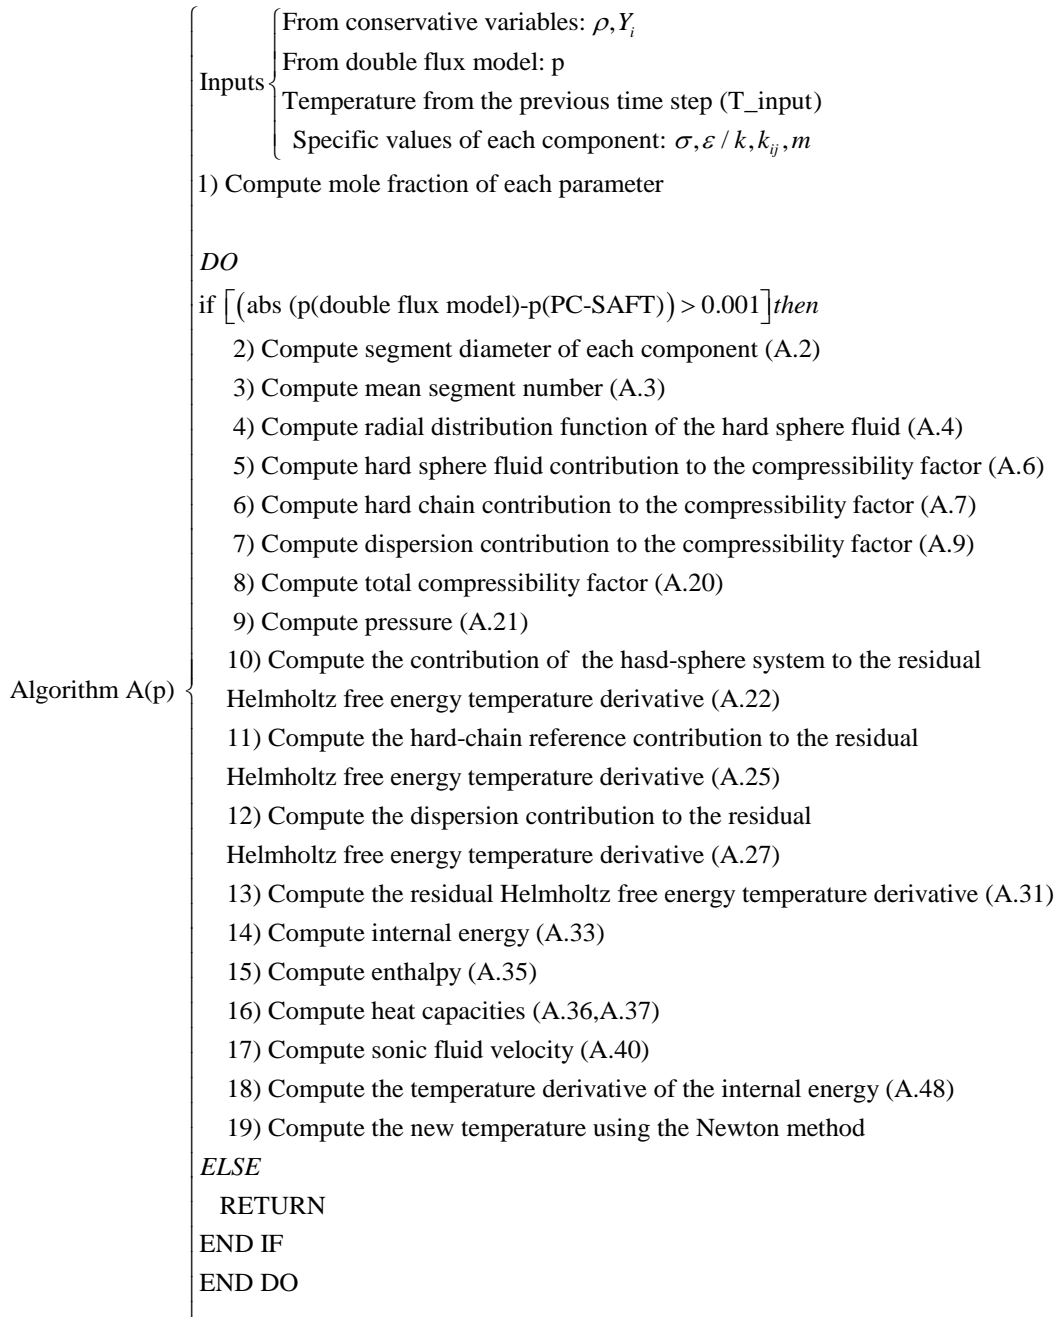 From conservative variables: ρ,Y_i
From double flux model: p
Inputs
Temperature from the previous time step (T_input)
Specific values of each component: σ,ε / k,k_ij,m
1) Compute mole fraction of each parameter
DO
if [(abs (p(double flux model)-p(PC-SAFT)) > 0.001] then
2) Compute segment diameter of each component (A.2)
3) Compute mean segment number (A.3)
4) Compute radial distribution function of the hard sphere fluid (A.4)
5) Compute hard sphere fluid contribution to the compressibility factor (A.6)
6) Compute hard chain contribution to the compressibility factor (A.7)
7) Compute dispersion contribution to the compressibility factor (A.9)
8) Compute total compressibility factor (A.20)
9) Compute pressure (A.21)
10) Compute the contribution of the hasd-sphere system to the residual
Algorithm A(p)
Helmholtz free energy temperature derivative (A.22)
11) Compute the hard-chain reference contribution to the residual
Helmholtz free energy temperature derivative (A.25)
12) Compute the dispersion contribution to the residual
Helmholtz free energy temperature derivative (A.27)
13) Compute the residual Helmholtz free energy temperature derivative (A.31)
14) Compute internal energy (A.33)
15) Compute enthalpy (A.35)
16) Compute heat capacities (A.36,A.37)
17) Compute sonic fluid velocity (A.40)
18) Compute the temperature derivative of the internal energy (A.48)
19) Compute the new temperature using the Newton method
ELSE
RETURN
END IF
END DO